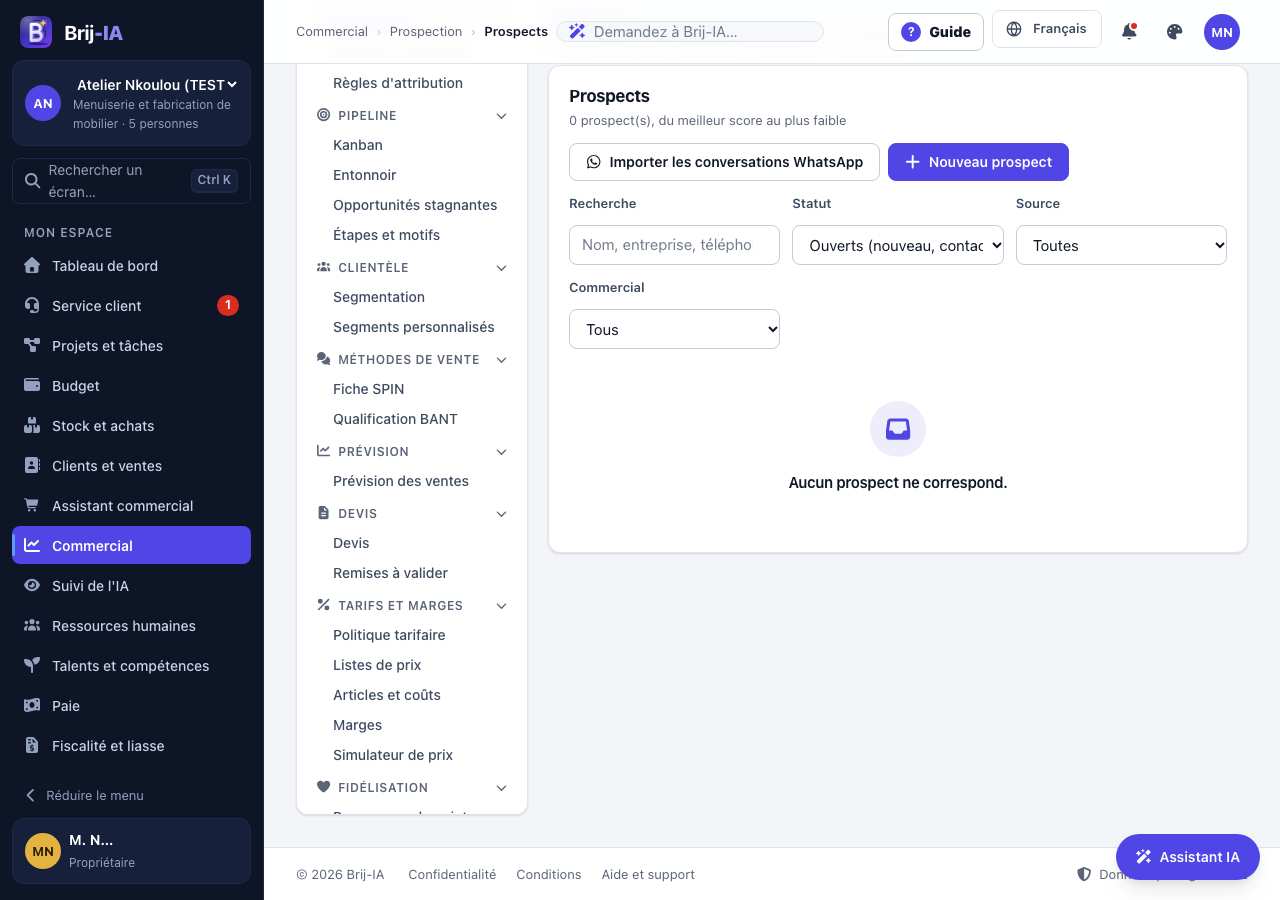 Brij-IA
AN
Atelier Nkoulou (TEST
Menuiserie et fabrication de
mobilier · 5 personnes
Rechercher un
écran...
Ctrl K
MON ESPACE
Tableau de bord
Service client
1
Projets et tâches
Budget
Stock et achats
Clients et ventes
Assistant commercial
Commercial
Suivi de l'IA
Ressources humaines
Talents et compétences
Paie
Fiscalité et liasse
Réduire le menu
MN
M. N...
Propriétaire
Commercial › Prospection › Prospects
Demandez à Brij-IA...
? Guide
Français
MN
Règles d'attribution
PIPELINE
Kanban
Entonnoir
Opportunités stagnantes
Étapes et motifs
CLIENTÈLE
Segmentation
Segments personnalisés
MÉTHODES DE VENTE
Fiche SPIN
Qualification BANT
PRÉVISION
Prévision des ventes
DEVIS
Devis
Remises à valider
TARIFS ET MARGES
Politique tarifaire
Listes de prix
Articles et coûts
Marges
Simulateur de prix
FIDÉLISATION
Prospects
0 prospect(s), du meilleur score au plus faible
Importer les conversations WhatsApp
Nouveau prospect
Recherche
Statut
Source
Nom, entreprise, télépho
Ouverts (nouveau, contac
Toutes
Commercial
Tous
Aucun prospect ne correspond.
© 2026 Brij-IA
Confidentialité
Conditions
Aide et support
Assistant IA